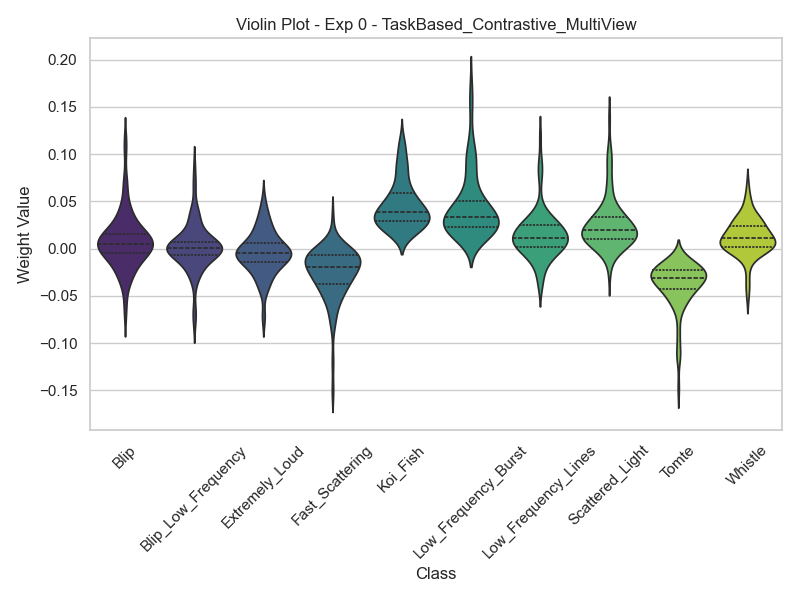 Violin Plot - Exp 0 - TaskBased_Contrastive_MultiView
Weight Value
0.20
0.15
0.10
0.05
0.00
−0.05
−0.10
−0.15
Blip
Blip_Low_Frequency
Extremely_Loud
Fast_Scattering
Koi_Fish
Low_Frequency_Burst
Low_Frequency_Lines
Scattered_Light
Tomte
Whistle
Class